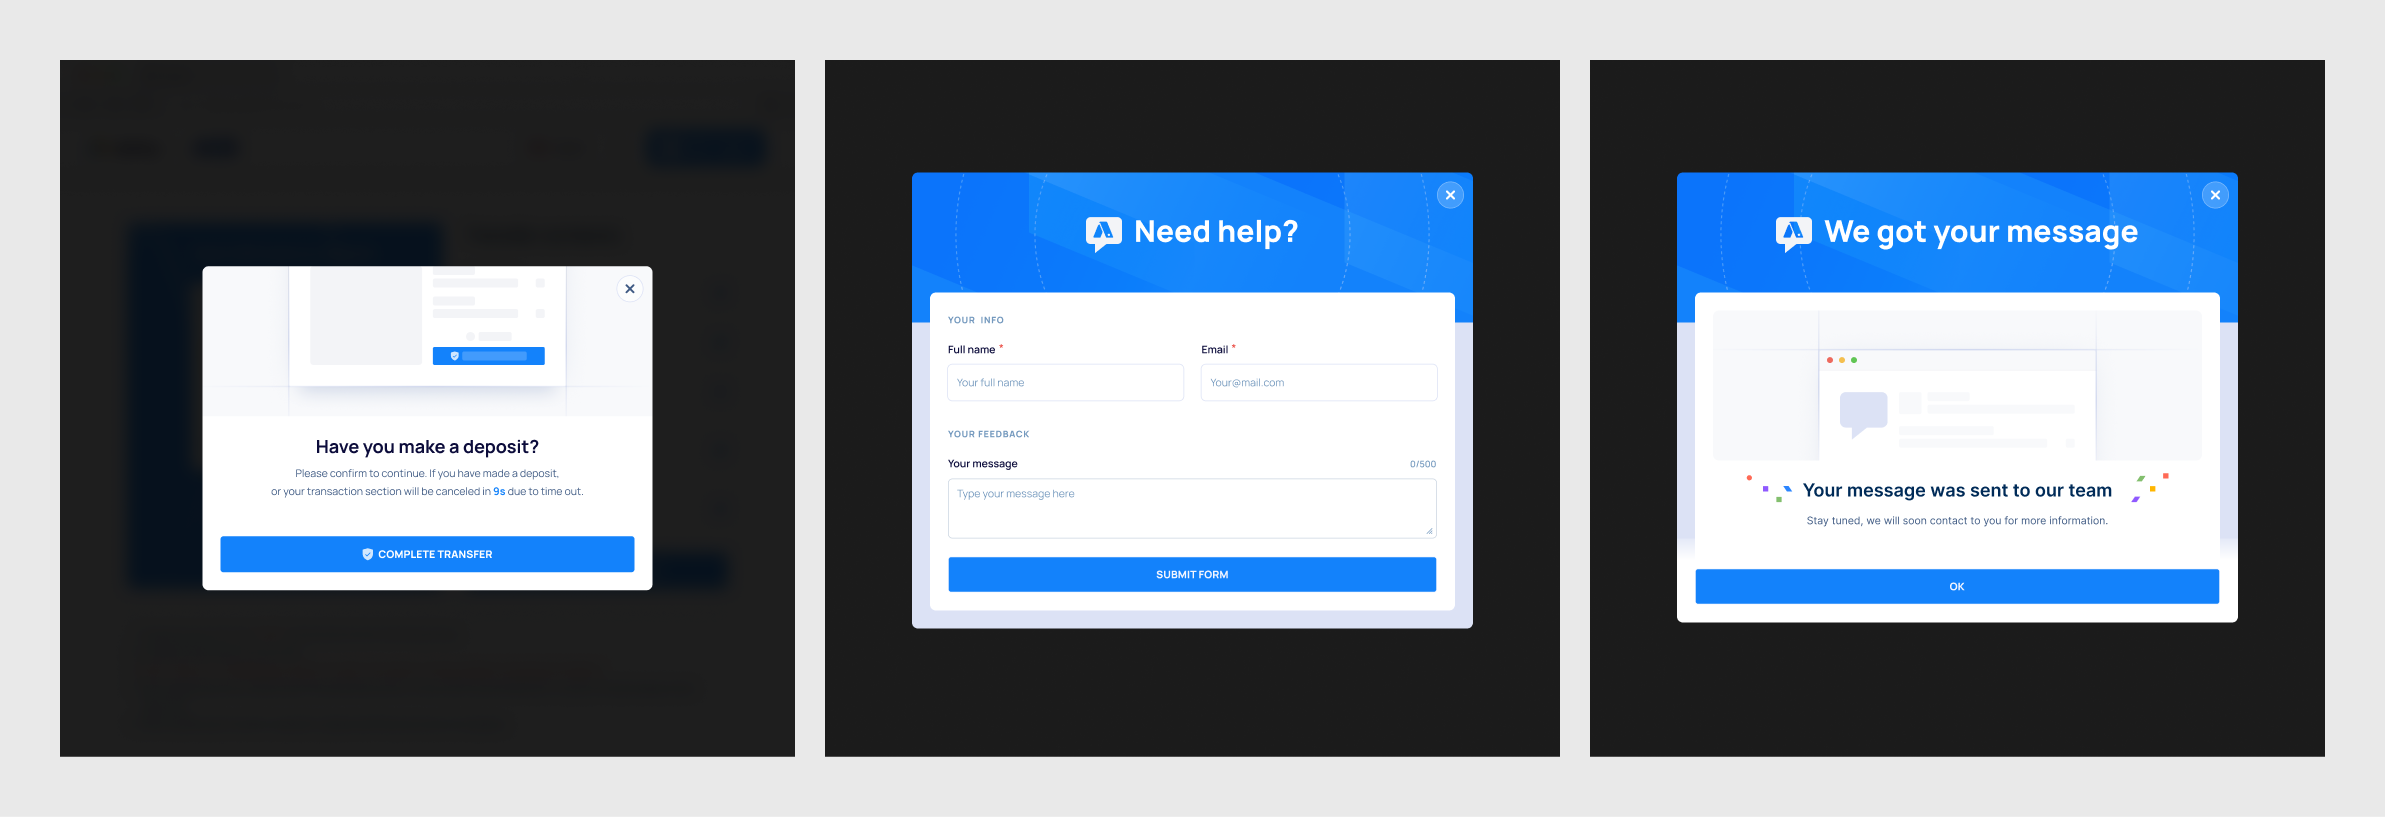 Have you make a deposit?
Please confirm to continue. If you have made a deposit,
or your transaction section will be canceled in 9s due to time out.
COMPLETE TRANSFER
Need help?
YOUR INFO
Full name *
Email *
Your full name
Your@mail.com
YOUR FEEDBACK
Your message
0/500
Type your message here
SUBMIT FORM
We got your message
Your message was sent to our team
Stay tuned, we will soon contact to you for more information.
OK